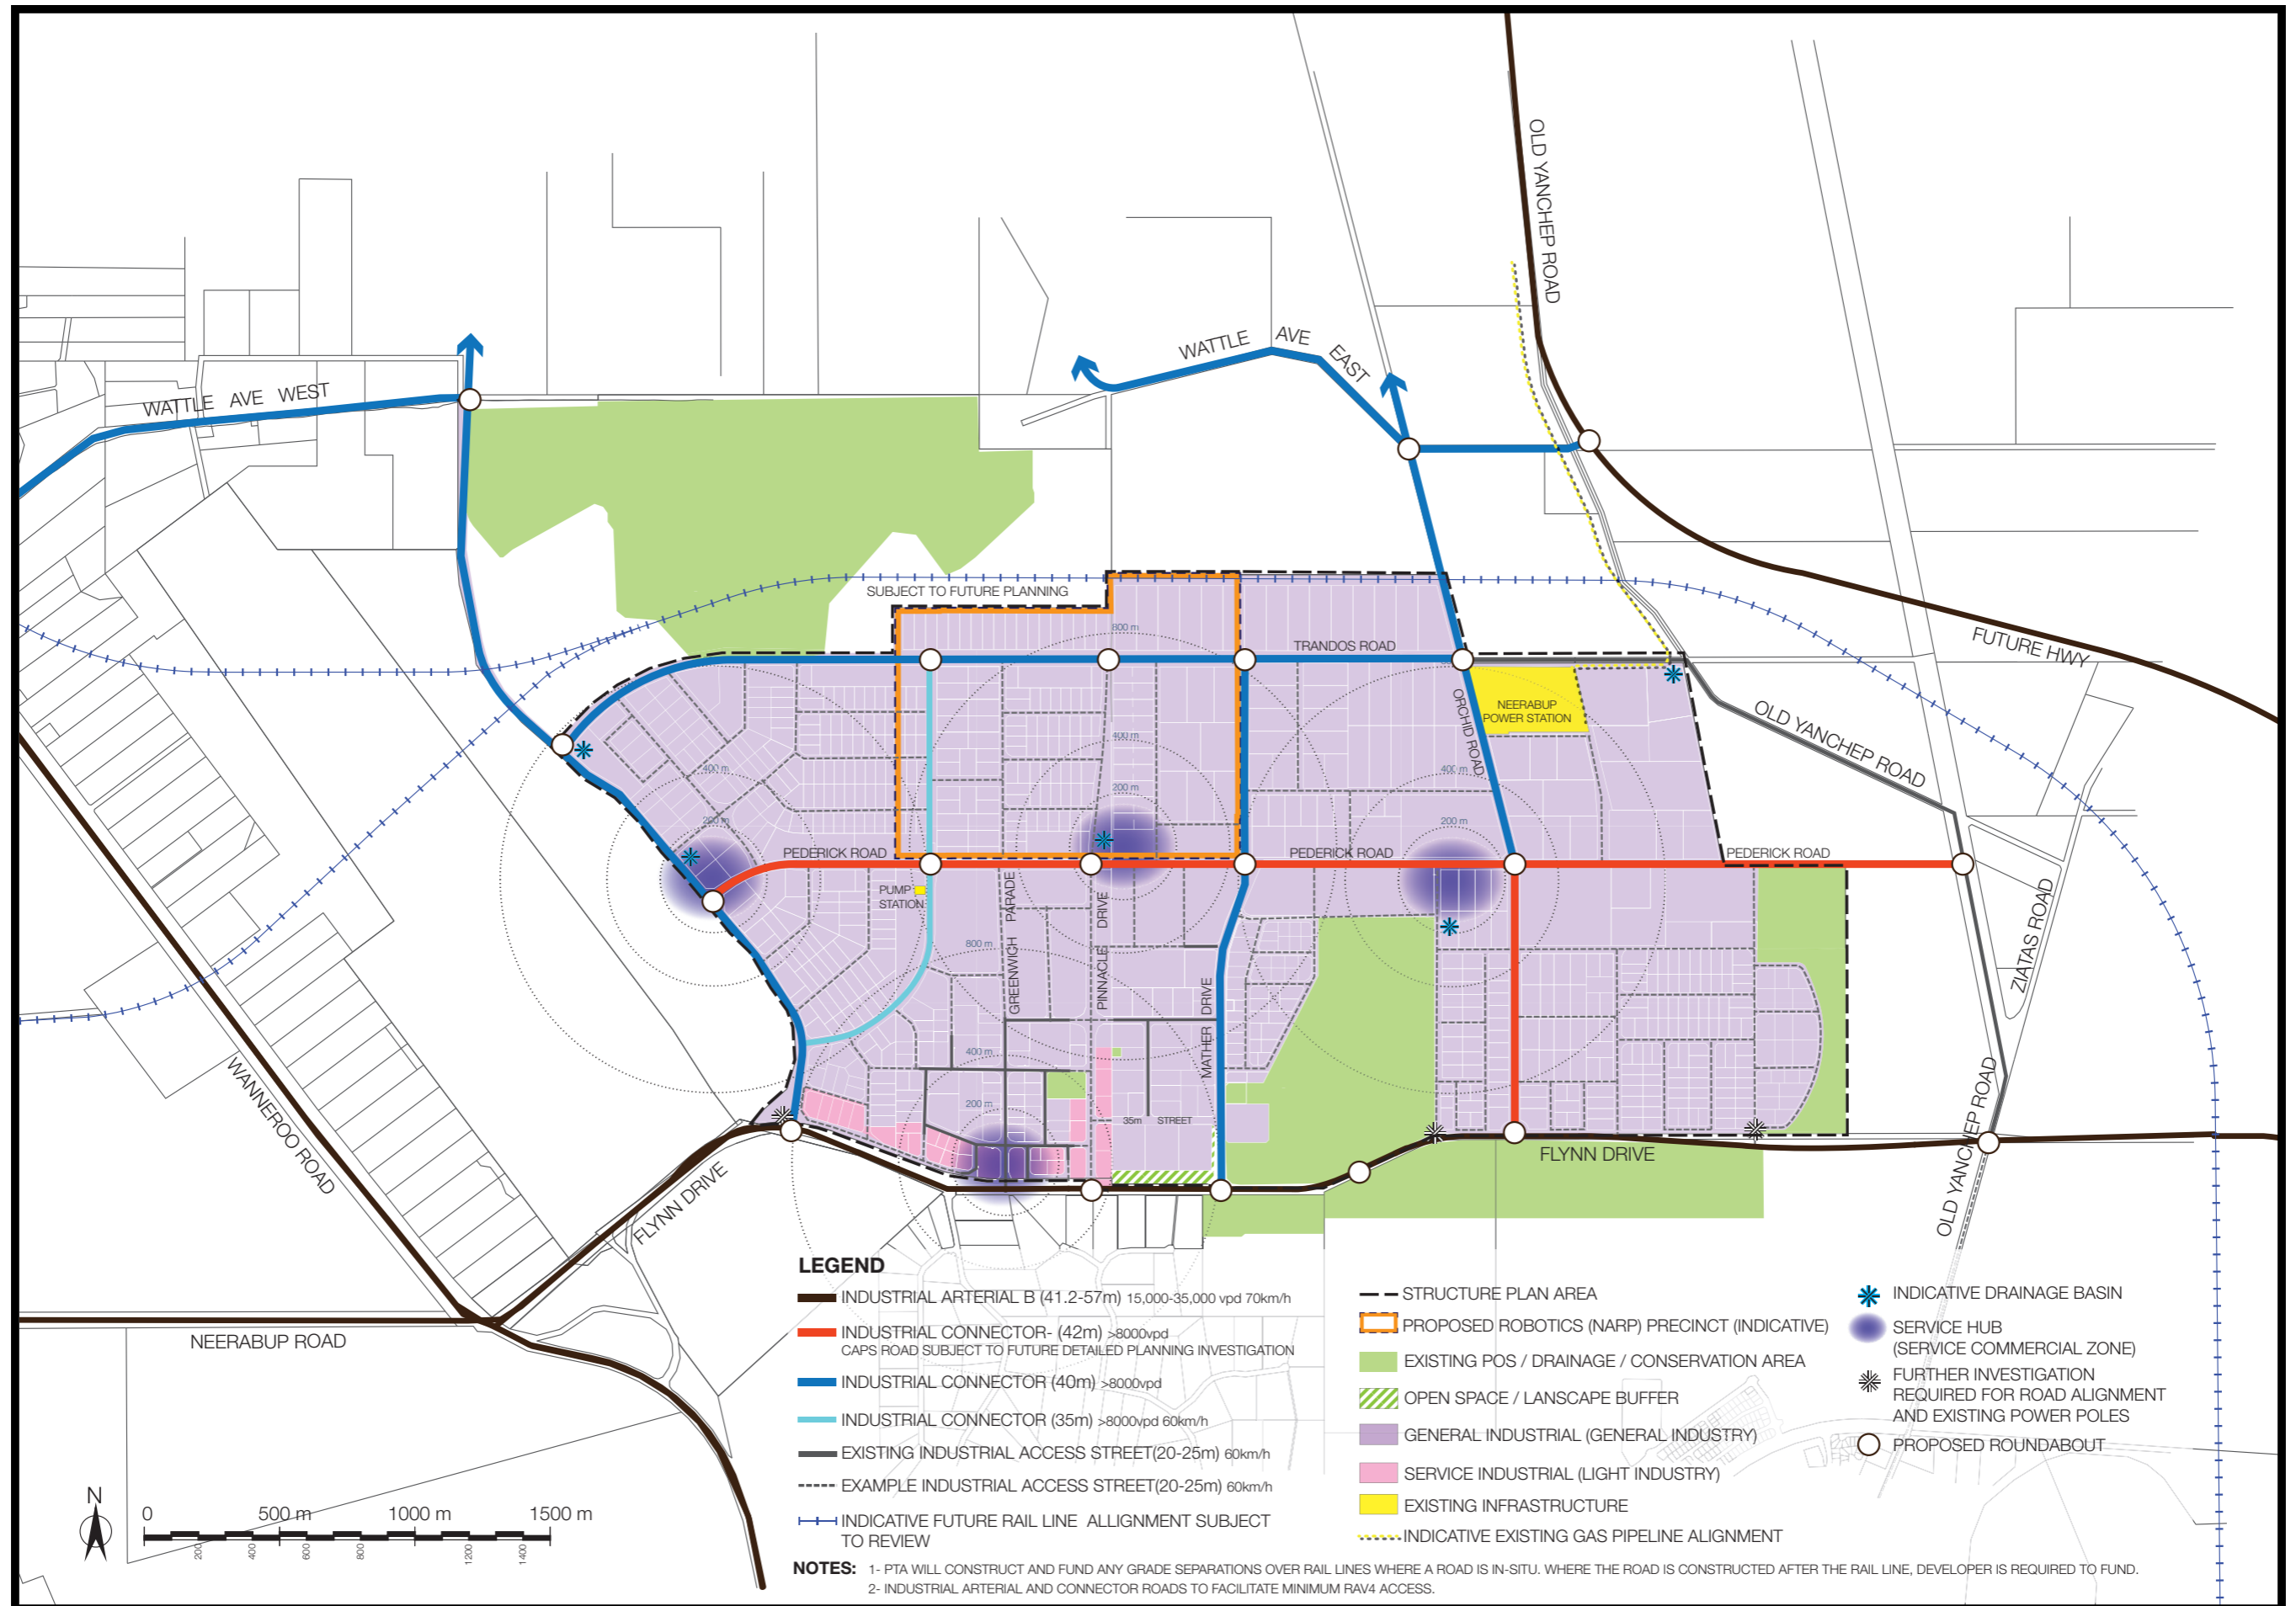 OLD YANCHEP ROAD
WATTLE AVE EAST
WATTLE AVE WEST
SUBJECT TO FUTURE PLANNING
800 m
TRANDOS ROAD
FUTURE HWY
ORCHID ROAD
NEERABUP
POWER STATION
OLD YANCHEP ROAD
400 m
400 m
400 m
200 m
200 m
200 m
PEDERICK ROAD
PEDERICK ROAD
PEDERICK ROAD
PUMP
STATION
GREENWICH PARADE
PINNACLE DRIVE
MATHER DRIVE
ZIATAS ROAD
800 m
400 m
200 m
35m STREET
WANNEROO ROAD
FLYNN DRIVE
FLYNN DRIVE
OLD YANCHEP ROAD
NEERABUP ROAD
LEGEND
INDUSTRIAL ARTERIAL B (41.2-57m) 15,000-35,000 vpd 70km/h
INDUSTRIAL CONNECTOR- (42m) >8000vpd
CAPS ROAD SUBJECT TO FUTURE DETAILED PLANNING INVESTIGATION
INDUSTRIAL CONNECTOR (40m) >8000vpd
INDUSTRIAL CONNECTOR (35m) >8000vpd 60km/h
EXISTING INDUSTRIAL ACCESS STREET(20-25m) 60km/h
EXAMPLE INDUSTRIAL ACCESS STREET(20-25m) 60km/h
INDICATIVE FUTURE RAIL LINE ALLIGNMENT SUBJECT
TO REVIEW
STRUCTURE PLAN AREA
PROPOSED ROBOTICS (NARP) PRECINCT (INDICATIVE)
EXISTING POS / DRAINAGE / CONSERVATION AREA
OPEN SPACE / LANSCAPE BUFFER
GENERAL INDUSTRIAL (GENERAL INDUSTRY)
SERVICE INDUSTRIAL (LIGHT INDUSTRY)
EXISTING INFRASTRUCTURE
INDICATIVE EXISTING GAS PIPELINE ALIGNMENT
INDICATIVE DRAINAGE BASIN
SERVICE HUB
(SERVICE COMMERCIAL ZONE)
FURTHER INVESTIGATION
REQUIRED FOR ROAD ALIGNMENT
AND EXISTING POWER POLES
PROPOSED ROUNDABOUT
N
0 500 m 1000 m 1500 m
200 400 600 800 1200 1400
NOTES: 1- PTA WILL CONSTRUCT AND FUND ANY GRADE SEPARATIONS OVER RAIL LINES WHERE A ROAD IS IN-SITU. WHERE THE ROAD IS CONSTRUCTED AFTER THE RAIL LINE, DEVELOPER IS REQUIRED TO FUND.
2- INDUSTRIAL ARTERIAL AND CONNECTOR ROADS TO FACILITATE MINIMUM RAV4 ACCESS.